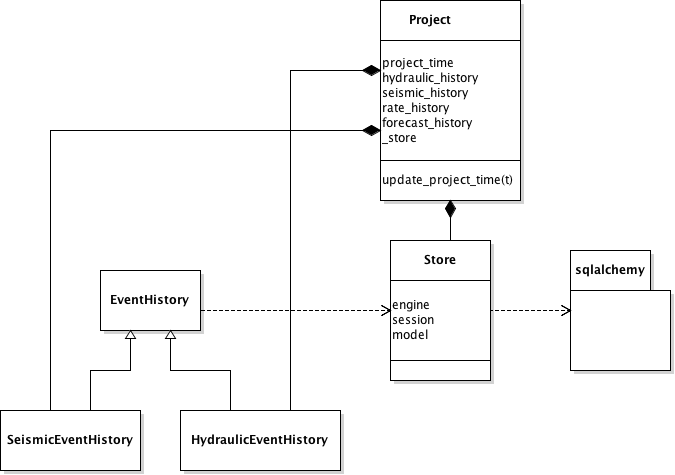 Project
project_time
hydraulic_history
seismic_history
rate_history
forecast_history
_store
update_project_time(t)
Store
engine
session
model
sqlalchemy
EventHistory
SeismicEventHistory
HydraulicEventHistory